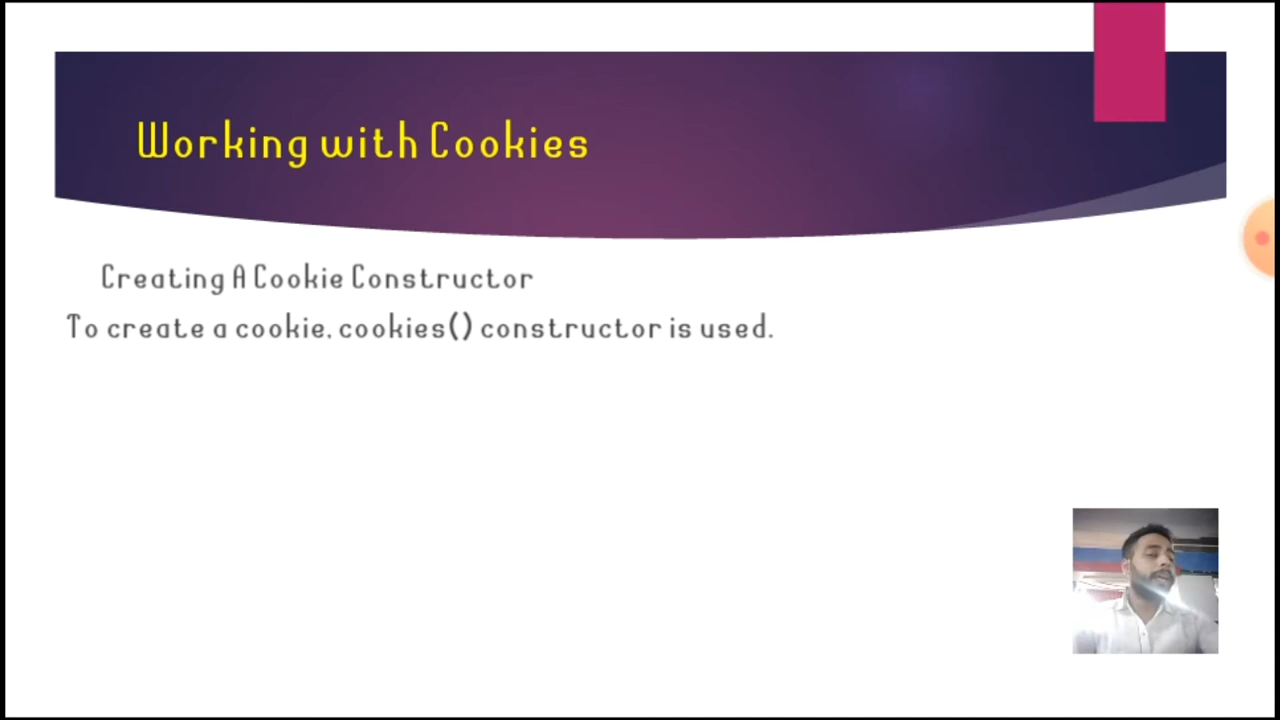 Working with Cookies
Creating A Cookie Constructor
To create a cookie, cookies() constructor is used.